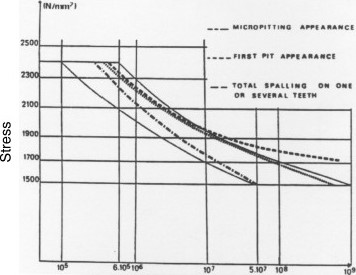 (N/mm²)
MICROPITTING APPEARANCE
FIRST PIT APPEARANCE
TOTAL SPALLING ON ONE
OR SEVERAL TEETH
2500
2300
2100
1900
1700
1500
Stress
10⁵ 6.10⁵ 10⁶ 10⁷ 5.10⁷ 10⁸ 10⁹